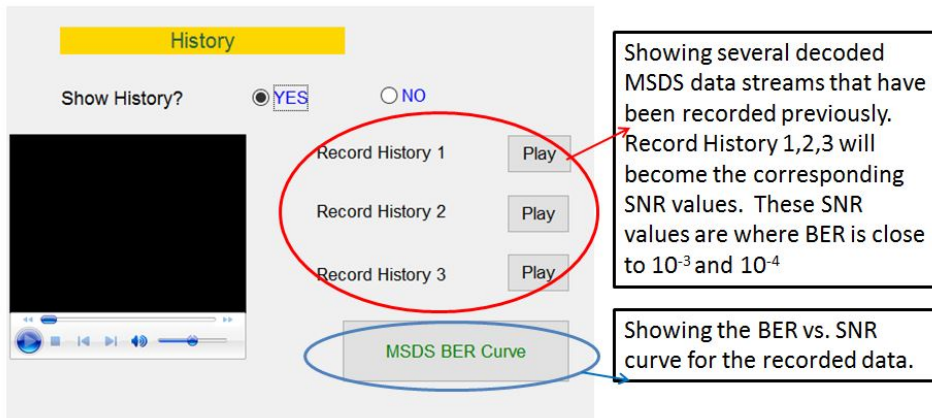 History
Show History?
YES
NO
Record History 1
Play
Record History 2
Play
Record History 3
Play
MSDS BER Curve
Showing several decoded
MSDS data streams that have
been recorded previously.
Record History 1,2,3 will
become the corresponding
SNR values.  These SNR
values are where BER is close
to 10⁻³ and 10⁻⁴
Showing the BER vs. SNR
curve for the recorded data.